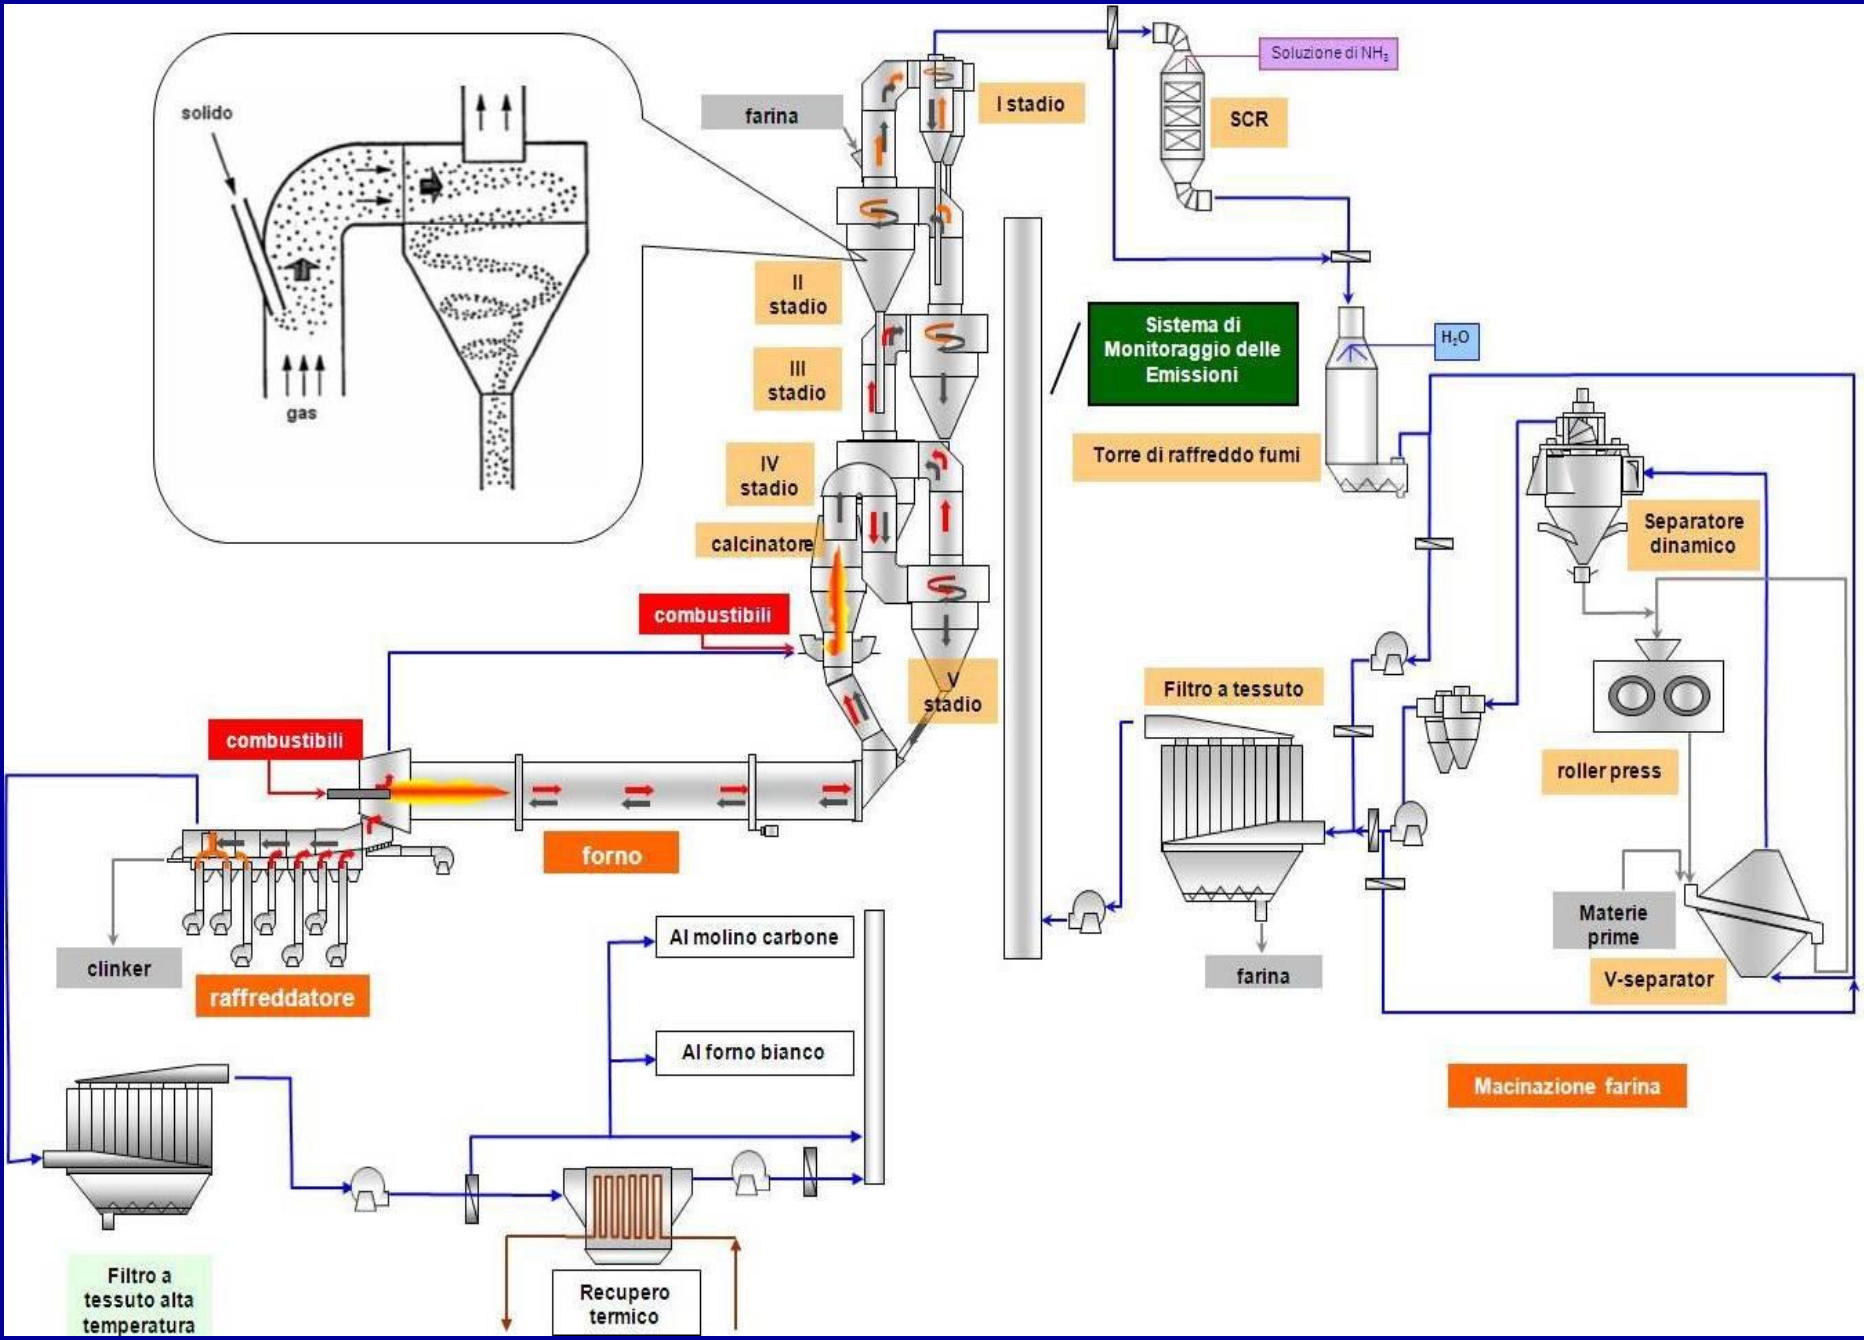 solido
gas
farina
I stadio
II
stadio
III
stadio
IV
stadio
calcinatore
combustibili
V
stadio
Soluzione di NH₃
SCR
Sistema di
Monitoraggio delle
Emissioni
H₂O
Torre di raffreddo fumi
Separatore
dinamico
Filtro a tessuto
roller press
Materie
prime
V-separator
farina
Macinazione farina
combustibili
forno
clinker
raffreddatore
Al molino carbone
Al forno bianco
Recupero
termico
Filtro a
tessuto alta
temperatura